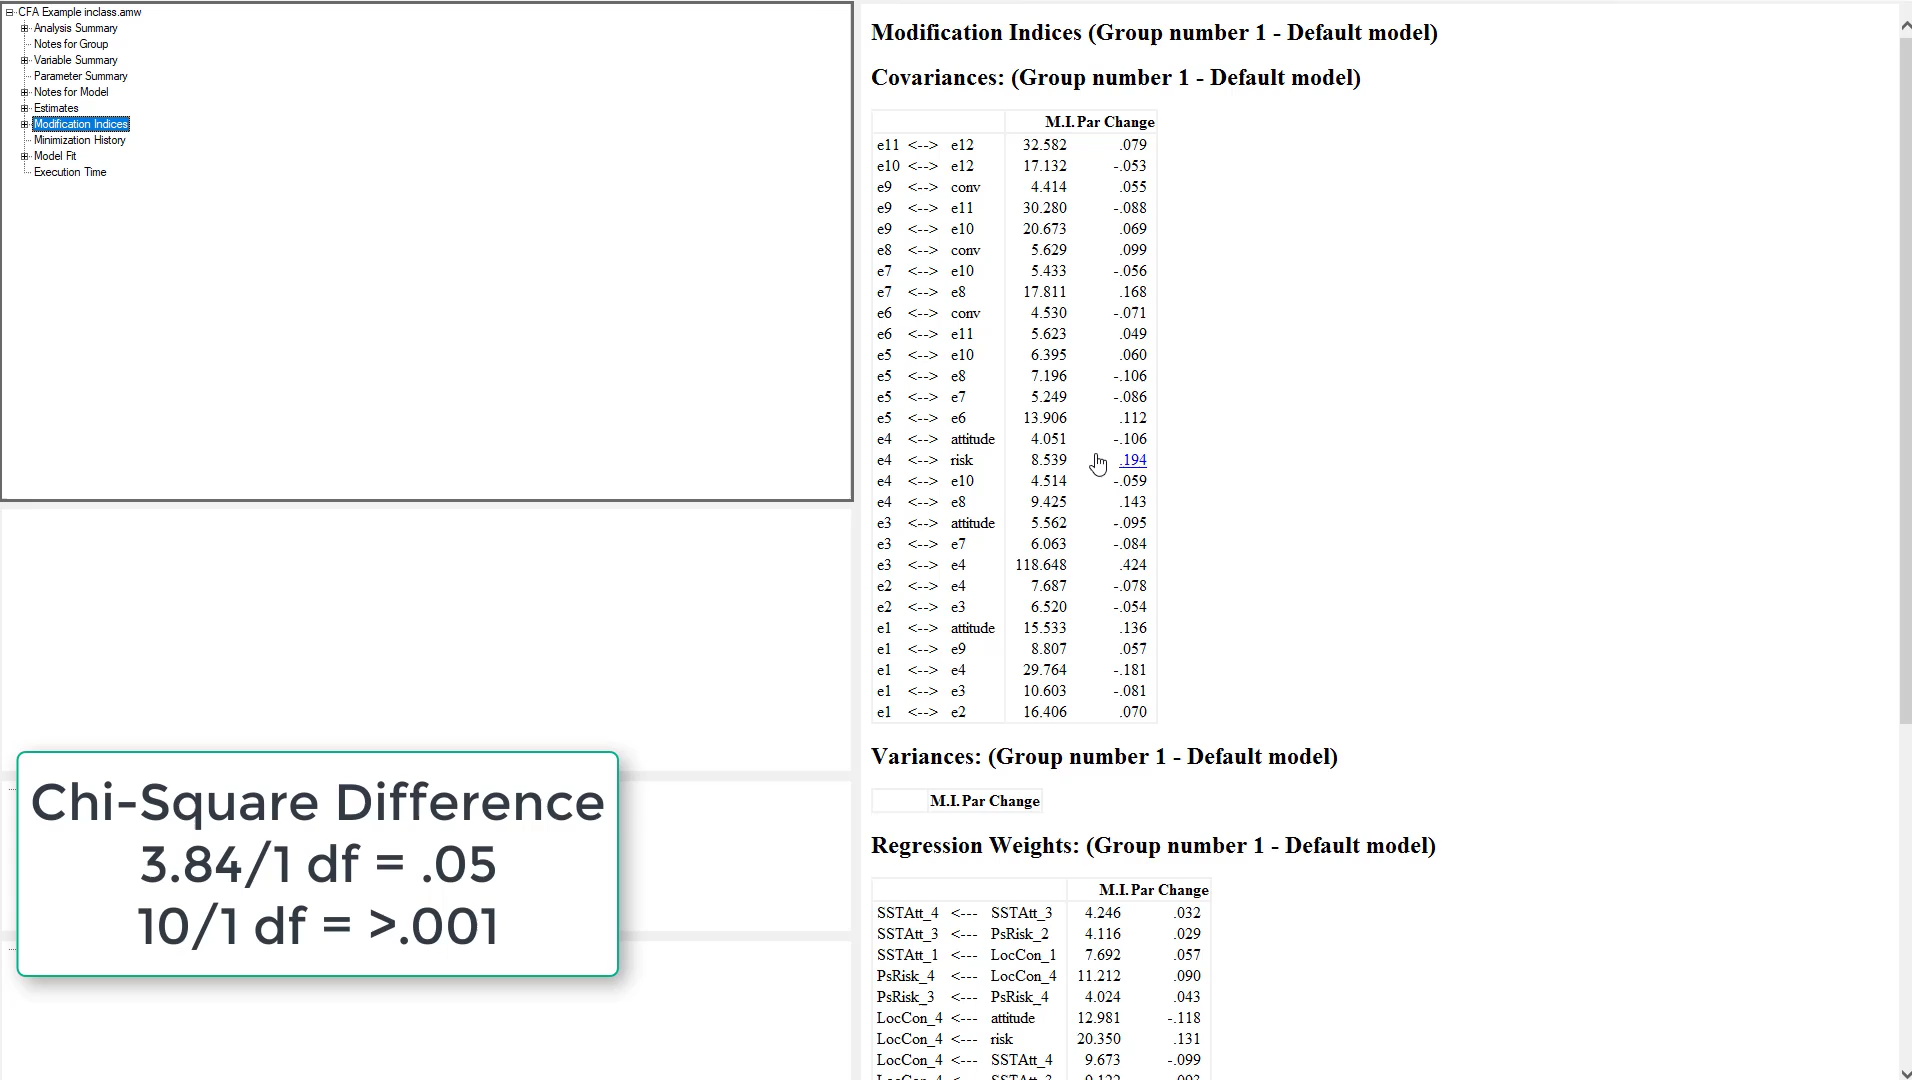 CFA Example inclass.amw
Analysis Summary
Notes for Group
Variable Summary
Parameter Summary
Notes for Model
Estimates
Modification Indices
Minimization History
Model Fit
Execution Time
Chi-Square Difference
3.84/1 df = .05
10/1 df = >.001
Modification Indices (Group number 1 - Default model)
Covariances: (Group number 1 - Default model)
M.I. Par Change
e11 <--> e12 32.582 .079
e10 <--> e12 17.132 -.053
e9 <--> conv 4.414 .055
e9 <--> e11 30.280 -.088
e9 <--> e10 20.673 .069
e8 <--> conv 5.629 .099
e7 <--> e10 5.433 -.056
e7 <--> e8 17.811 .168
e6 <--> conv 4.530 -.071
e6 <--> e11 5.623 .049
e5 <--> e10 6.395 .060
e5 <--> e8 7.196 -.106
e5 <--> e7 5.249 -.086
e5 <--> e6 13.906 .112
e4 <--> attitude 4.051 -.106
e4 <--> risk 8.539 .194
e4 <--> e10 4.514 -.059
e4 <--> e8 9.425 .143
e3 <--> attitude 5.562 -.095
e3 <--> e7 6.063 -.084
e3 <--> e4 118.648 .424
e2 <--> e4 7.687 -.078
e2 <--> e3 6.520 -.054
e1 <--> attitude 15.533 .136
e1 <--> e9 8.807 .057
e1 <--> e4 29.764 -.181
e1 <--> e3 10.603 -.081
e1 <--> e2 16.406 .070
Variances: (Group number 1 - Default model)
M.I. Par Change
Regression Weights: (Group number 1 - Default model)
M.I. Par Change
SSTAtt_4 <--- SSTAtt_3 4.246 .032
SSTAtt_3 <--- PsRisk_2 4.116 .029
SSTAtt_1 <--- LocCon_1 7.692 .057
PsRisk_4 <--- LocCon_4 11.212 .090
PsRisk_3 <--- PsRisk_4 4.024 .043
LocCon_4 <--- attitude 12.981 -.118
LocCon_4 <--- risk 20.350 .131
LocCon_4 <--- SSTAtt_4 9.673 -.099